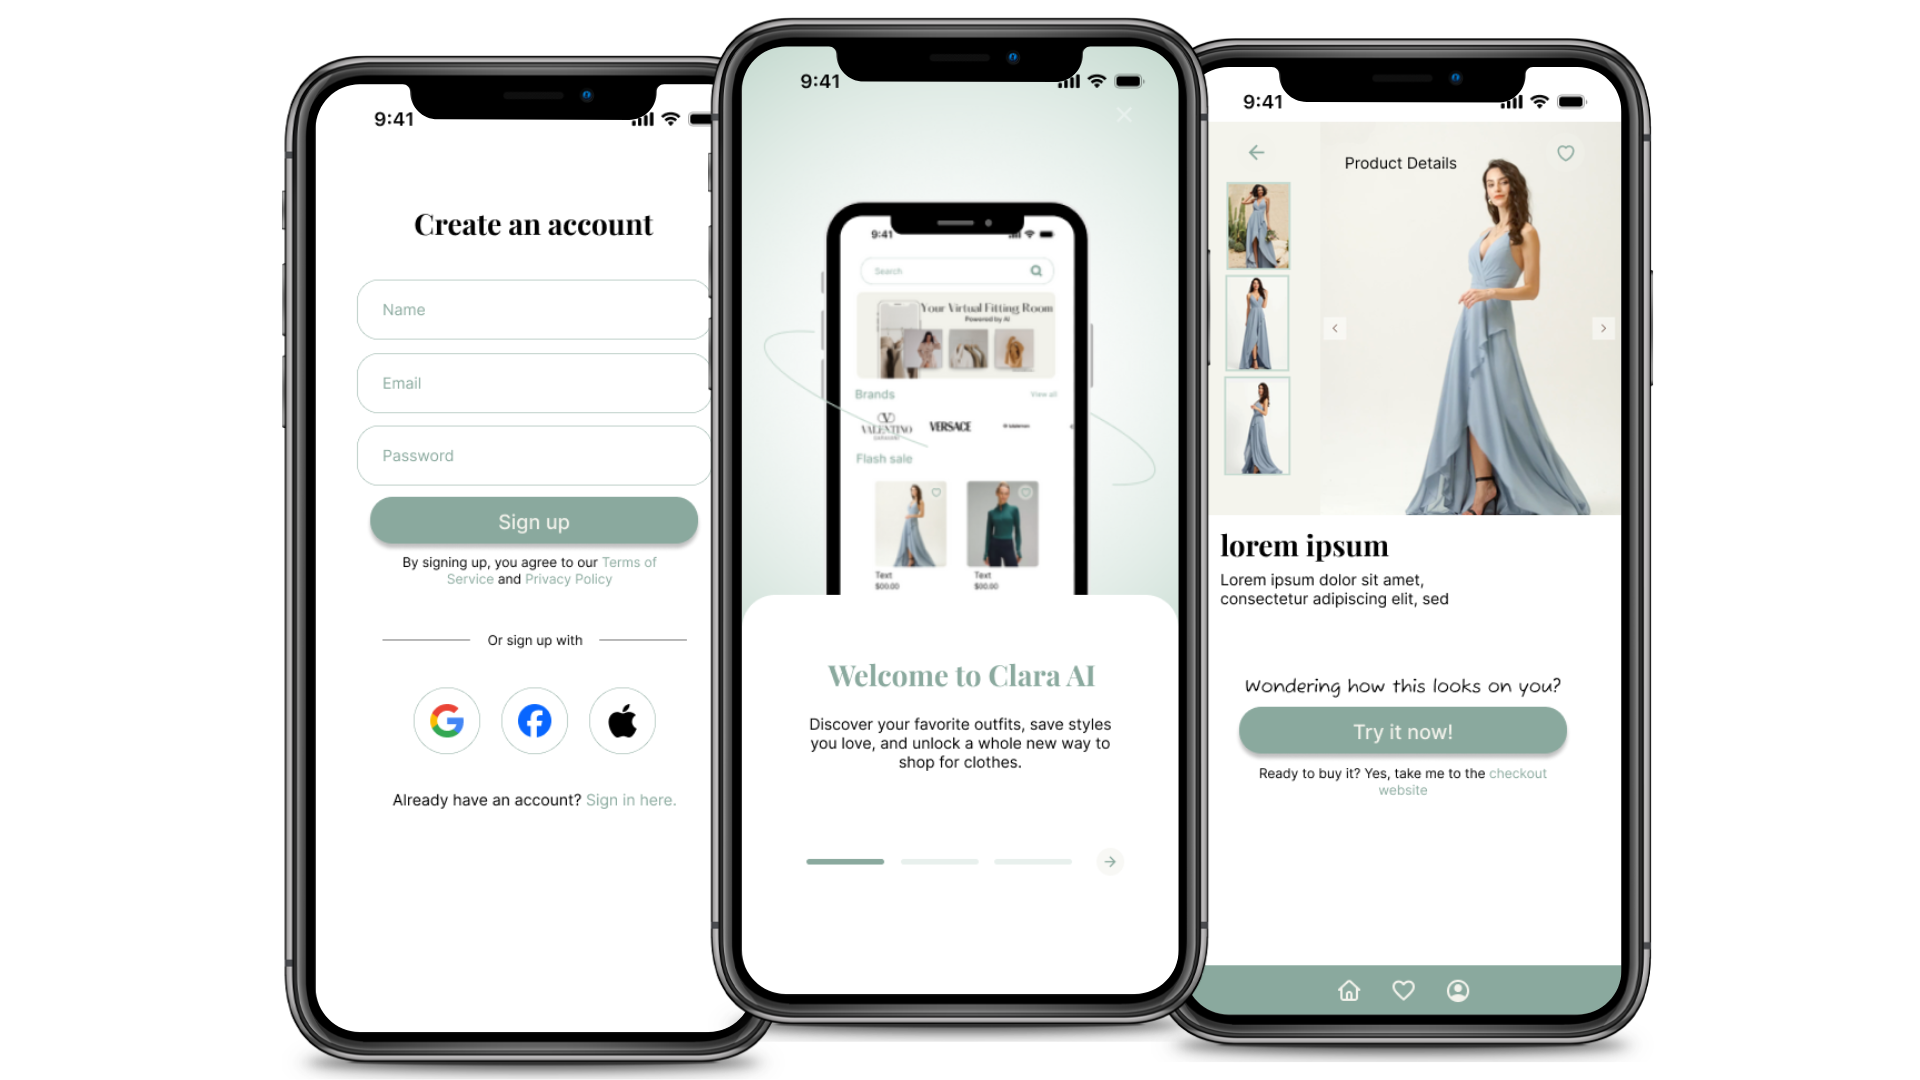 9:41
Create an account
Name
Email
Password
Sign up
By signing up, you agree to our Terms of
Service and Privacy Policy
Or sign up with
Already have an account? Sign in here.
9:41
9:41
Search
Your Virtual Fitting Room
Powered by AI
Brands
View all
VALENTINO
VERSACE
Flash sale
Text
$00.00
Text
$00.00
Welcome to Clara AI
Discover your favorite outfits, save styles
you love, and unlock a whole new way to
shop for clothes.
9:41
Product Details
lorem ipsum
Lorem ipsum dolor sit amet,
consectetur adipiscing elit, sed
Wondering how this looks on you?
Try it now!
Ready to buy it? Yes, take me to the checkout
website